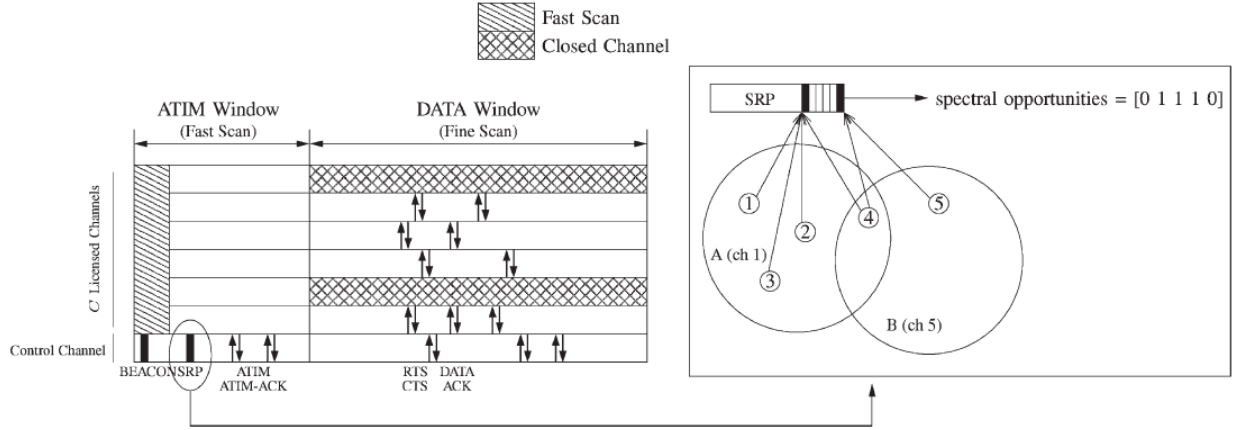 Fast Scan
Closed Channel
ATIM Window
(Fast Scan)
DATA Window
(Fine Scan)
C Licensed Channels
Control Channel
BEACON SRP
ATIM
ATIM-ACK
RTS
CTS
DATA
ACK
SRP
spectral opportunities = [0 1 1 1 0]
1
2
4
5
A (ch 1)
3
B (ch 5)